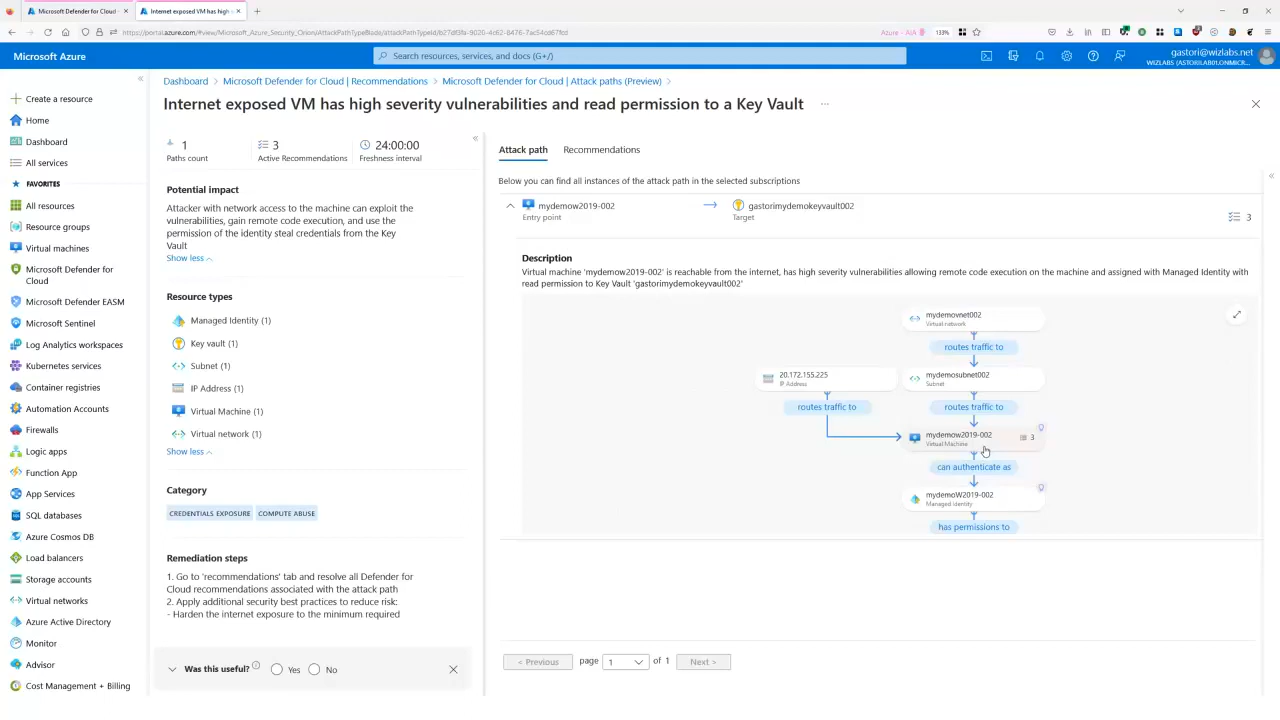 Microsoft Defender for Cloud -
Internet exposed VM has high
https://portal.azure.com/#view/Microsoft_Azure_Security_Onion/AttackPathTypeBlade/attackPathTypeId/
Azure - AIA
133%
Microsoft Azure
Search resources, services, and docs (G+/)
gastori@wizlabs.net
WIZLABS (ASTORILAB01.ONMICR...
Create a resource
Home
Dashboard
All services
FAVORITES
All resources
Resource groups
Virtual machines
Microsoft Defender for
Cloud
Microsoft Defender EASM
Microsoft Sentinel
Log Analytics workspaces
Kubernetes services
Container registries
Automation Accounts
Firewalls
Logic apps
Function App
App Services
SQL databases
Azure Cosmos DB
Load balancers
Storage accounts
Virtual networks
Azure Active Directory
Monitor
Advisor
Cost Management + Billing
Dashboard > Microsoft Defender for Cloud | Recommendations > Microsoft Defender for Cloud | Attack paths (Preview) >
Internet exposed VM has high severity vulnerabilities and read permission to a Key Vault ...
1
Paths count
3
Active Recommendations
24:00:00
Freshness interval
Potential impact
Attacker with network access to the machine can exploit the
vulnerabilities, gain remote code execution, and use the
permission of the identity steal credentials from the Key
Vault
Show less
Resource types
Managed Identity (1)
Key vault (1)
Subnet (1)
IP Address (1)
Virtual Machine (1)
Virtual network (1)
Show less
Category
CREDENTIALS EXPOSURE COMPUTE ABUSE
Remediation steps
1. Go to 'recommendations' tab and resolve all Defender for
Cloud recommendations associated with the attack path
2. Apply additional security best practices to reduce risk:
- Harden the internet exposure to the minimum required
Was this useful? Yes No
Attack path Recommendations
Below you can find all instances of the attack path in the selected subscriptions
mydemow2019-002
Entry point
gastorimydemokeyvault002
Target
3
Description
Virtual machine 'mydemow2019-002' is reachable from the internet, has high severity vulnerabilities allowing remote code execution on the machine and assigned with Managed Identity with
read permission to Key Vault 'gastorimydemokeyvault002'
mydemovnet002
Virtual network
routes traffic to
20.172.155.225
IP Address
mydemosubnet002
Subnet
routes traffic to
routes traffic to
mydemow2019-002
Virtual Machine
3
can authenticate as
mydemoW2019-002
Managed identity
has permissions to
< Previous page 1 of 1 Next >